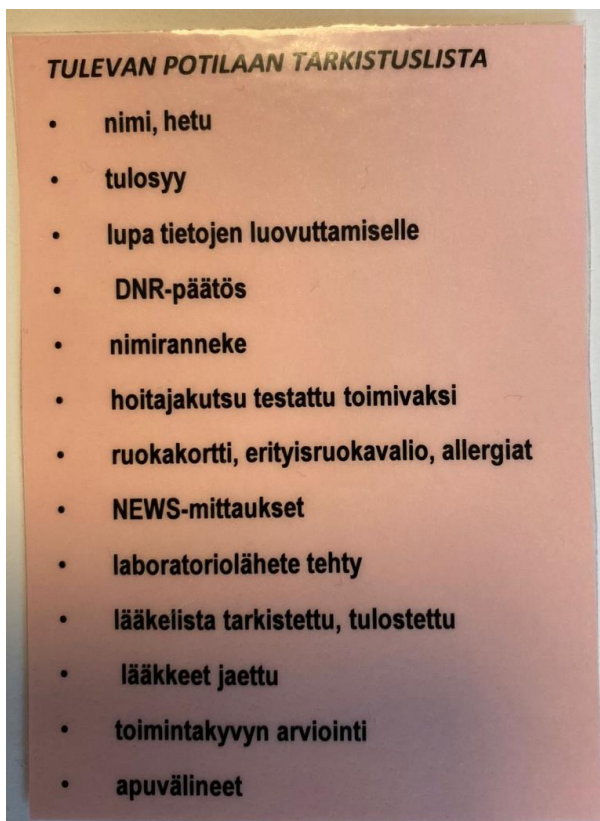 TULEVAN POTILAAN TARKISTUSLISTA
• nimi, hetu
• tulosyy
• lupa tietojen luovuttamiselle
• DNR-päätös
• nimiranneke
• hoitajakutsu testattu toimivaksi
• ruokakortti, erityisruokavalio, allergiat
• NEWS-mittaukset
• laboratoriolähete tehty
• lääkelista tarkistettu, tulostettu
• lääkkeet jaettu
• toimintakyvyn arviointi
• apuvälineet